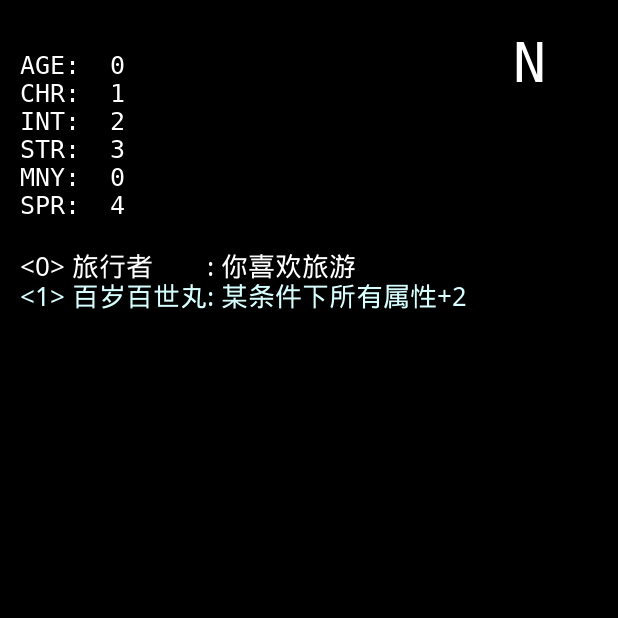 N
AGE: 0
CHR: 1
INT: 2
STR: 3
MNY: 0
SPR: 4
<0> 旅行者 : 你喜欢旅游
<1> 百岁百世丸: 某条件下所有属性+2